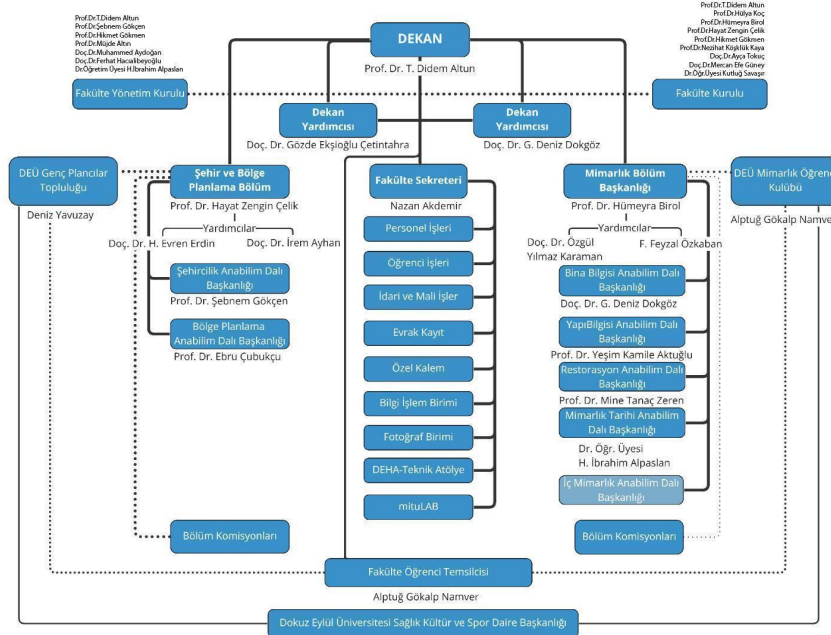 Prof.Dr.T.Didem Altun
Prof.Dr.Şebnem Gökçen
Prof.Dr.Hikmet Gökmen
Prof.Dr.Müjde Altın
Doç.Dr.Muhammed Aydoğan
Doç.Dr.Ferhat Hacıalibeyoğlu
Dr.Öğretim Üyesi H.İbrahim Alpaslan
Fakülte Yönetim Kurulu
DEKAN
Prof. Dr. T. Didem Altun
Prof.Dr.T.Didem Altun
Prof.Dr.Hülya Koç
Prof.Dr.Hümeyra Birol
Prof.Dr.Hayat Zengin Çelik
Prof.Dr.Hikmet Gökmen
Prof.Dr.Nezihat Köşklük Kaya
Doç.Dr.Ayça Tokuç
Doç.Dr.Mercan Efe Güney
Dr.Öğr.Üyesi Kutluğ Savaşır
Fakülte Kurulu
Dekan
Yardımcısı
Doç. Dr. Gözde Ekşioğlu Çetintahra
Dekan
Yardımcısı
Doç. Dr. G. Deniz Dokgöz
DEÜ Genç Plancılar
Topluluğu
Deniz Yavuzay
Şehir ve Bölge
Planlama Bölüm
Prof. Dr. Hayat Zengin Çelik
Yardımcılar
Doç. Dr. H. Evren Erdin
Doç. Dr. İrem Ayhan
Şehircilik Anabilim Dalı
Başkanlığı
Prof. Dr. Şebnem Gökçen
Bölge Planlama
Anabilim Dalı Başkanlığı
Prof. Dr. Ebru Çubukçu
Bölüm Komisyonları
Fakülte Sekreteri
Nazan Akdemir
Personel İşleri
Öğrenci İşleri
İdari ve Mali İşler
Evrak Kayıt
Özel Kalem
Bilgi İşlem Birimi
Fotoğraf Birimi
DEHA-Teknik Atölye
mituLAB
Mimarlık Bölüm
Başkanlığı
Prof. Dr. Hümeyra Birol
Yardımcılar
Doç. Dr. Özgül
Yılmaz Karaman
F. Feyzal Özkaban
Bina Bilgisi Anabilim Dalı
Başkanlığı
Doç. Dr. G. Deniz Dokgöz
YapıBilgisi Anabilim Dalı
Başkanlığı
Prof. Dr. Yeşim Kamile Aktuğlu
Restorasyon Anabilim Dalı
Başkanlığı
Prof. Dr. Mine Tanaç Zeren
Mimarlık Tarihi Anabilim
Dalı Başkanlığı
Dr. Öğr. Üyesi
H. İbrahim Alpaslan
İç Mimarlık Anabilim Dalı
Başkanlığı
Bölüm Komisyonları
DEÜ Mimarlık Öğrenci
Kulübü
Alptuğ Gökalp Namver
Fakülte Öğrenci Temsilcisi
Alptuğ Gökalp Namver
Dokuz Eylül Üniversitesi Sağlık Kültür ve Spor Daire Başkanlığı